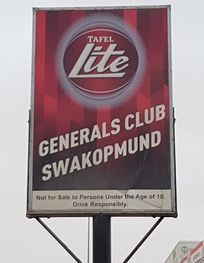 TAFEL
Lite
GENERALS CLUB
SWAKOPMUND
Not for Sale to Persons Under the Age of 18.
Drink Responsibly.